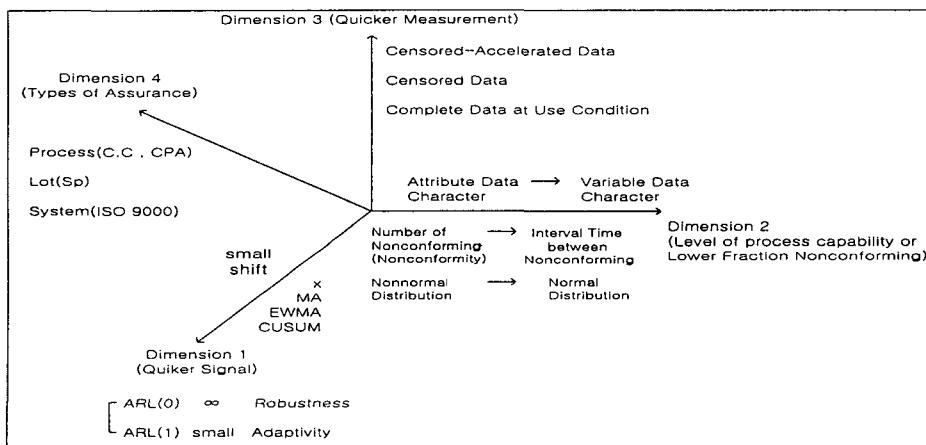 Dimension 3 (Quicker Measurement)
Censored-Accelerated Data
Censored Data
Complete Data at Use Condition
Dimension 4
(Types of Assurance)
Process(C.C , CPA)
Lot(Sp)
System(ISO 9000)
Attribute Data → Variable Data
Character Character
Dimension 2
(Level of process capability or
Lower Fraction Nonconforming)
Number of → Interval Time
Nonconforming between
(Nonconformity) Nonconforming
Nonnormal → Normal
Distribution Distribution
small
shift
x
MA
EWMA
CUSUM
Dimension 1
(Quiker Signal)
ARL(0) ∞ Robustness
ARL(1) small Adaptivity